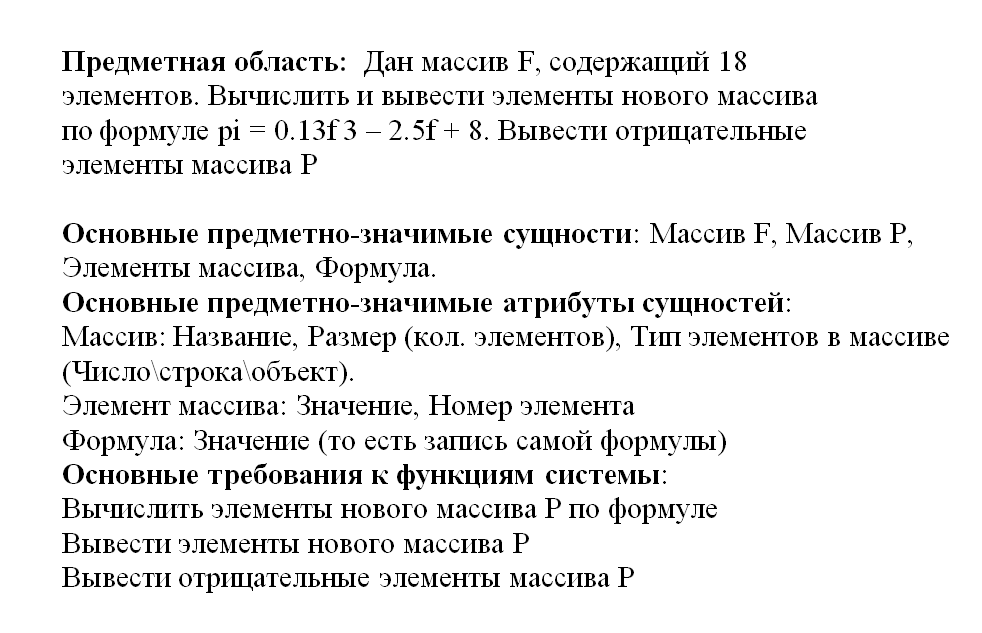 Предметная область: Дан массив F, содержащий 18
элементов. Вычислить и вывести элементы нового массива
по формуле pi = 0.13f 3 – 2.5f + 8. Вывести отрицательные
элементы массива P
Основные предметно-значимые сущности: Массив F, Массив P,
Элементы массива, Формула.
Основные предметно-значимые атрибуты сущностей:
Массив: Название, Размер (кол. элементов), Тип элементов в массиве
(Число\строка\объект).
Элемент массива: Значение, Номер элемента
Формула: Значение (то есть запись самой формулы)
Основные требования к функциям системы:
Вычислить элементы нового массива P по формуле
Вывести элементы нового массива P
Вывести отрицательные элементы массива P